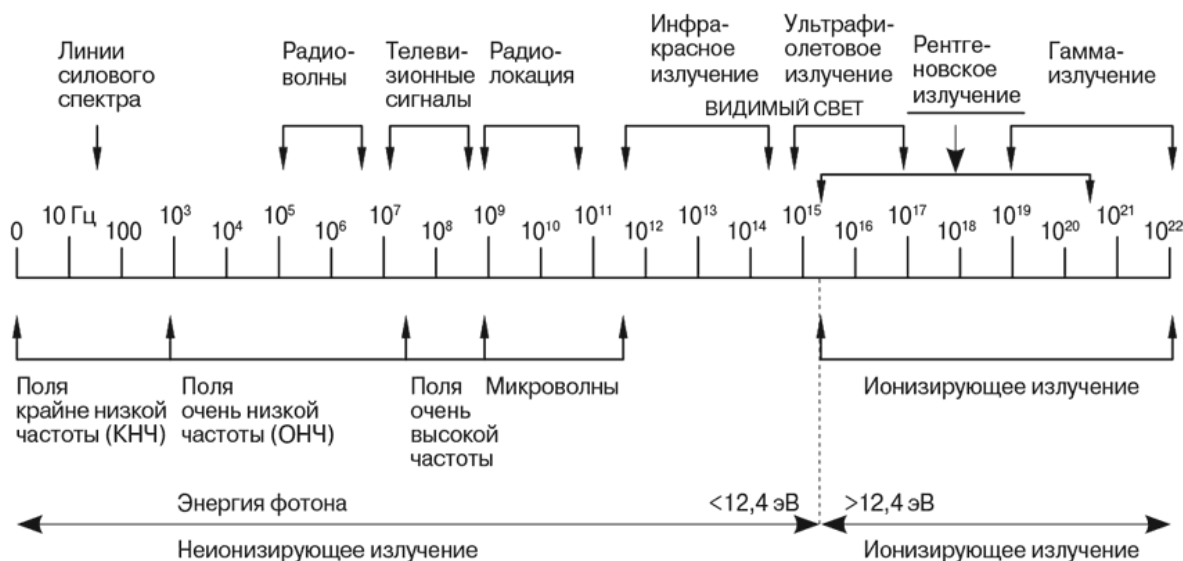 Линии
силового
спектра
Радио-
волны
Телеви-
зионные
сигналы
Радио-
локация
Инфра-
красное
излучение
Ультрафи-
олетовое
излучение
Рентге-
новское
излучение
Гамма-
излучение
ВИДИМЫЙ СВЕТ
0 10 Гц 100 10³ 10⁴ 10⁵ 10⁶ 10⁷ 10⁸ 10⁹ 10¹⁰ 10¹¹ 10¹² 10¹³ 10¹⁴ 10¹⁵ 10¹⁶ 10¹⁷ 10¹⁸ 10¹⁹ 10²⁰ 10²¹ 10²²
Поля
крайне низкой
частоты (КНЧ)
Поля
очень низкой
частоты (ОНЧ)
Поля
очень
высокой
частоты
Микроволны
Ионизирующее излучение
Энергия фотона
<12,4 эВ
>12,4 эВ
Неионизирующее излучение
Ионизирующее излучение